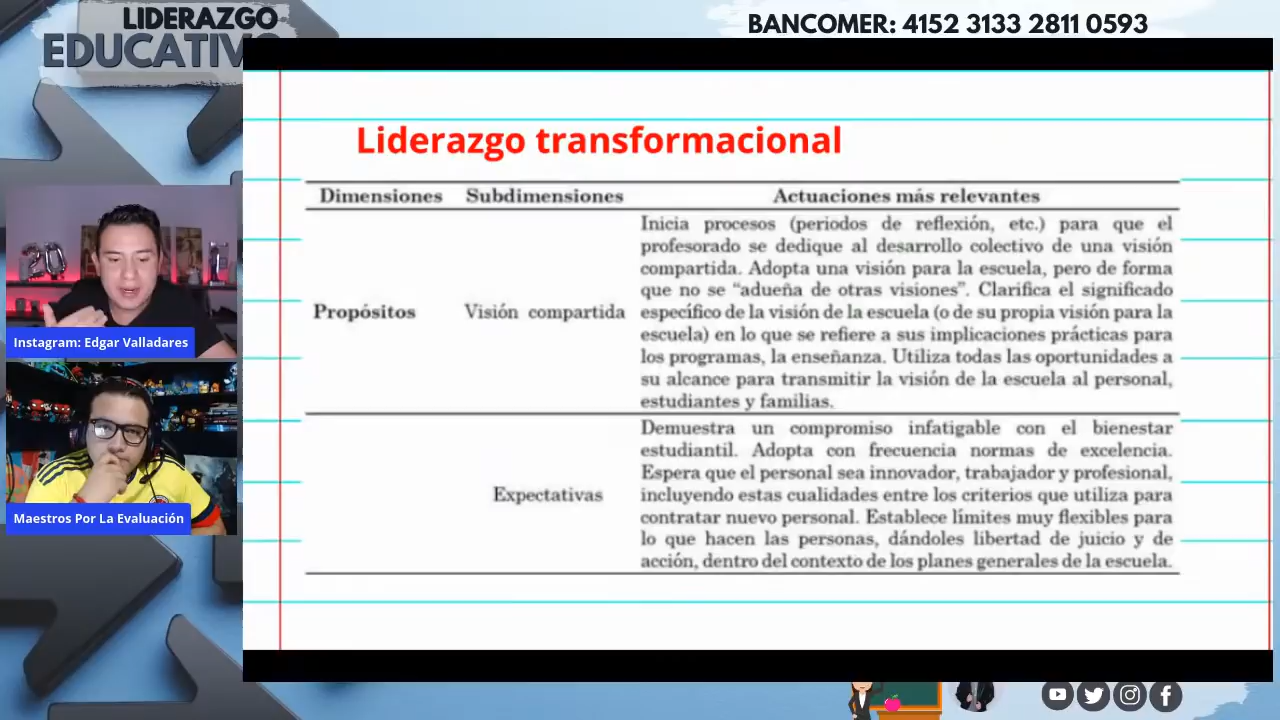 LIDERAZGO
EDUCATIVO
BANCOMER: 4152 3133 2811 0593
Liderazgo transformacional
Dimensiones Subdimensiones Actuaciones más relevantes
Inicia procesos (periodos de reflexión, etc.) para que el
profesorado se dedique al desarrollo colectivo de una visión
compartida. Adopta una visión para la escuela, pero de forma
que no se “adueña de otras visiones”. Clarifica el significado
Propósitos Visión compartida específico de la visión de la escuela (o de su propia visión para la
escuela) en lo que se refiere a sus implicaciones prácticas para
los programas, la enseñanza. Utiliza todas las oportunidades a
su alcance para transmitir la visión de la escuela al personal,
estudiantes y familias.
Demuestra un compromiso infatigable con el bienestar
estudiantil. Adopta con frecuencia normas de excelencia.
Espera que el personal sea innovador, trabajador y profesional,
Expectativas incluyendo estas cualidades entre los criterios que utiliza para
contratar nuevo personal. Establece límites muy flexibles para
lo que hacen las personas, dándoles libertad de juicio y de
acción, dentro del contexto de los planes generales de la escuela.
20
Instagram: Edgar Valladares
Maestros Por La Evaluación